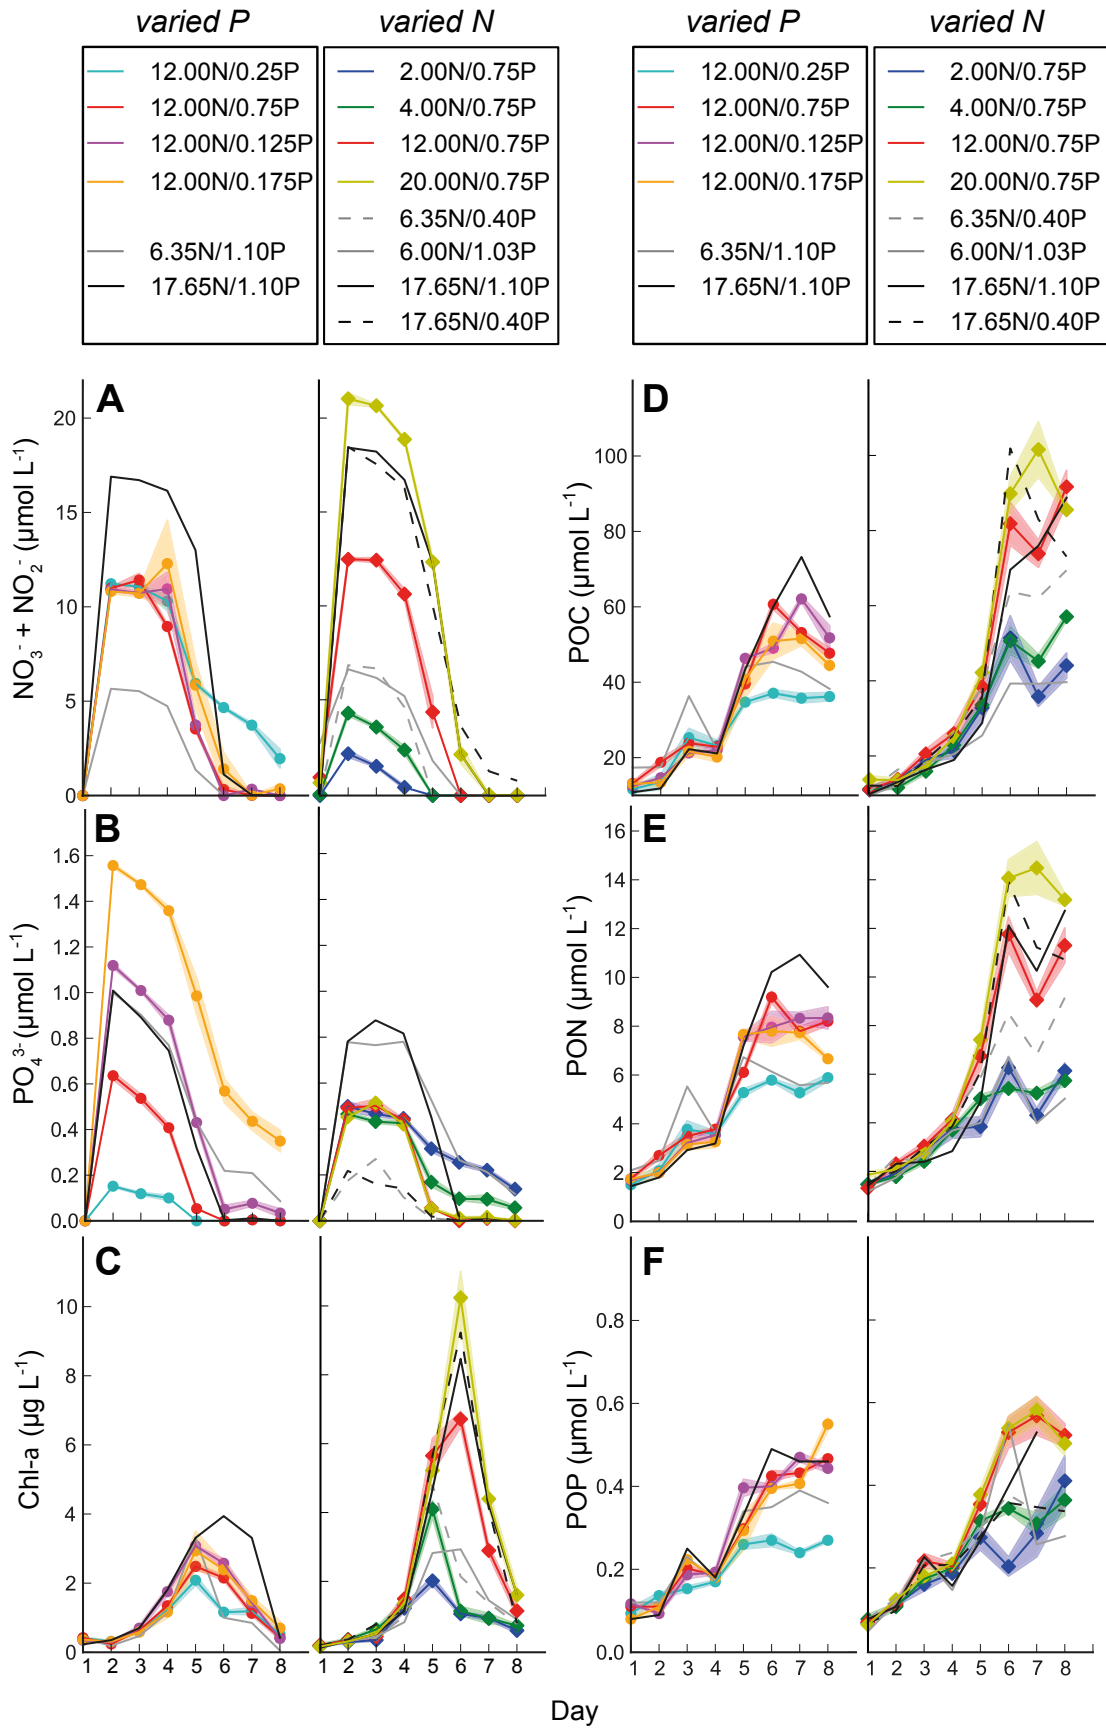 varied P
varied N
varied P
varied N
12.00N/0.25P
12.00N/0.75P
12.00N/0.125P
12.00N/0.175P
6.35N/1.10P
17.65N/1.10P
2.00N/0.75P
4.00N/0.75P
12.00N/0.75P
20.00N/0.75P
6.35N/0.40P
6.00N/1.03P
17.65N/1.10P
17.65N/0.40P
12.00N/0.25P
12.00N/0.75P
12.00N/0.125P
12.00N/0.175P
6.35N/1.10P
17.65N/1.10P
2.00N/0.75P
4.00N/0.75P
12.00N/0.75P
20.00N/0.75P
6.35N/0.40P
6.00N/1.03P
17.65N/1.10P
17.65N/0.40P
A
NO₃⁻ + NO₂⁻ (µmol L⁻¹)
20
15
10
5
0
D
POC (µmol L⁻¹)
100
80
60
40
20
B
PO₄³⁻ (µmol L⁻¹)
1.6
1.4
1.2
1.0
0.8
0.6
0.4
0.2
0.0
E
PON (µmol L⁻¹)
16
14
12
10
8
6
4
2
0
C
Chl-a (µg L⁻¹)
10
8
6
4
2
0
1 2 3 4 5 6 7 8
1 2 3 4 5 6 7 8
F
POP (µmol L⁻¹)
0.8
0.6
0.4
0.2
0.0
1 2 3 4 5 6 7 8
1 2 3 4 5 6 7 8
Day